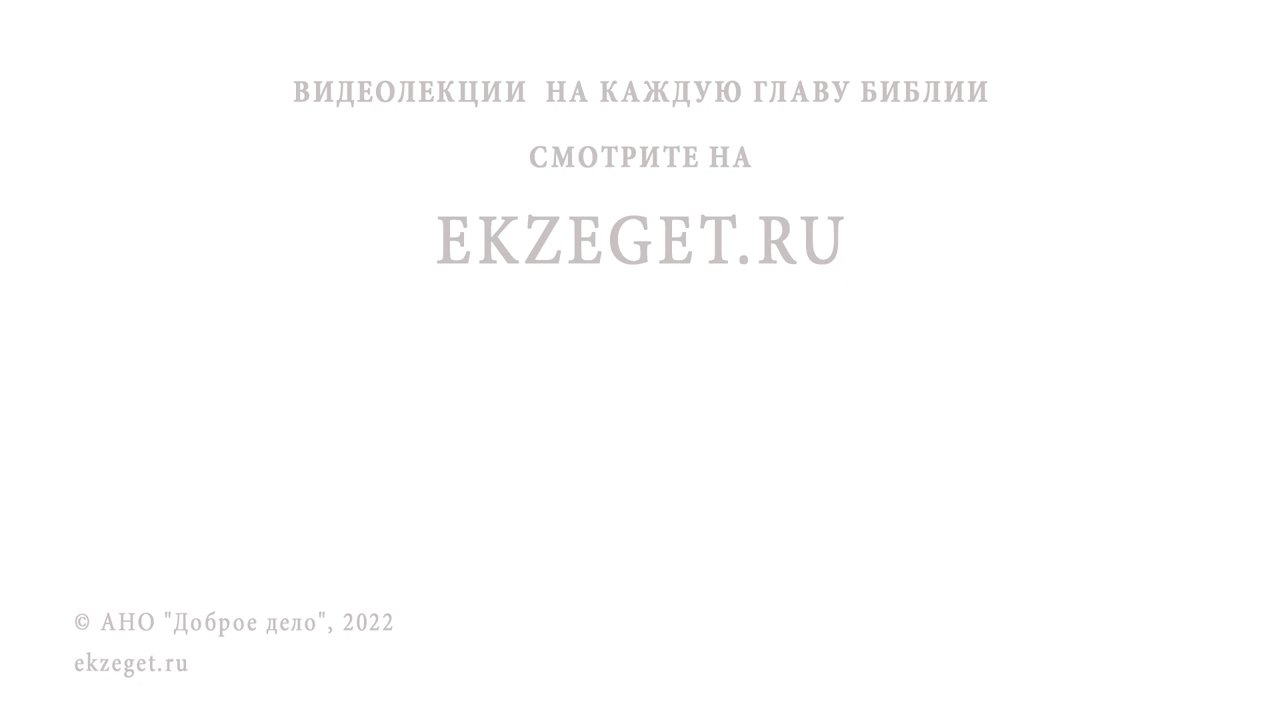 ВИДЕОЛЕКЦИИ НА КАЖДУЮ ГЛАВУ БИБЛИИ
СМОТРИТЕ НА
EKZEGET.RU
© АНО "Доброе дело", 2022
ekzeget.ru